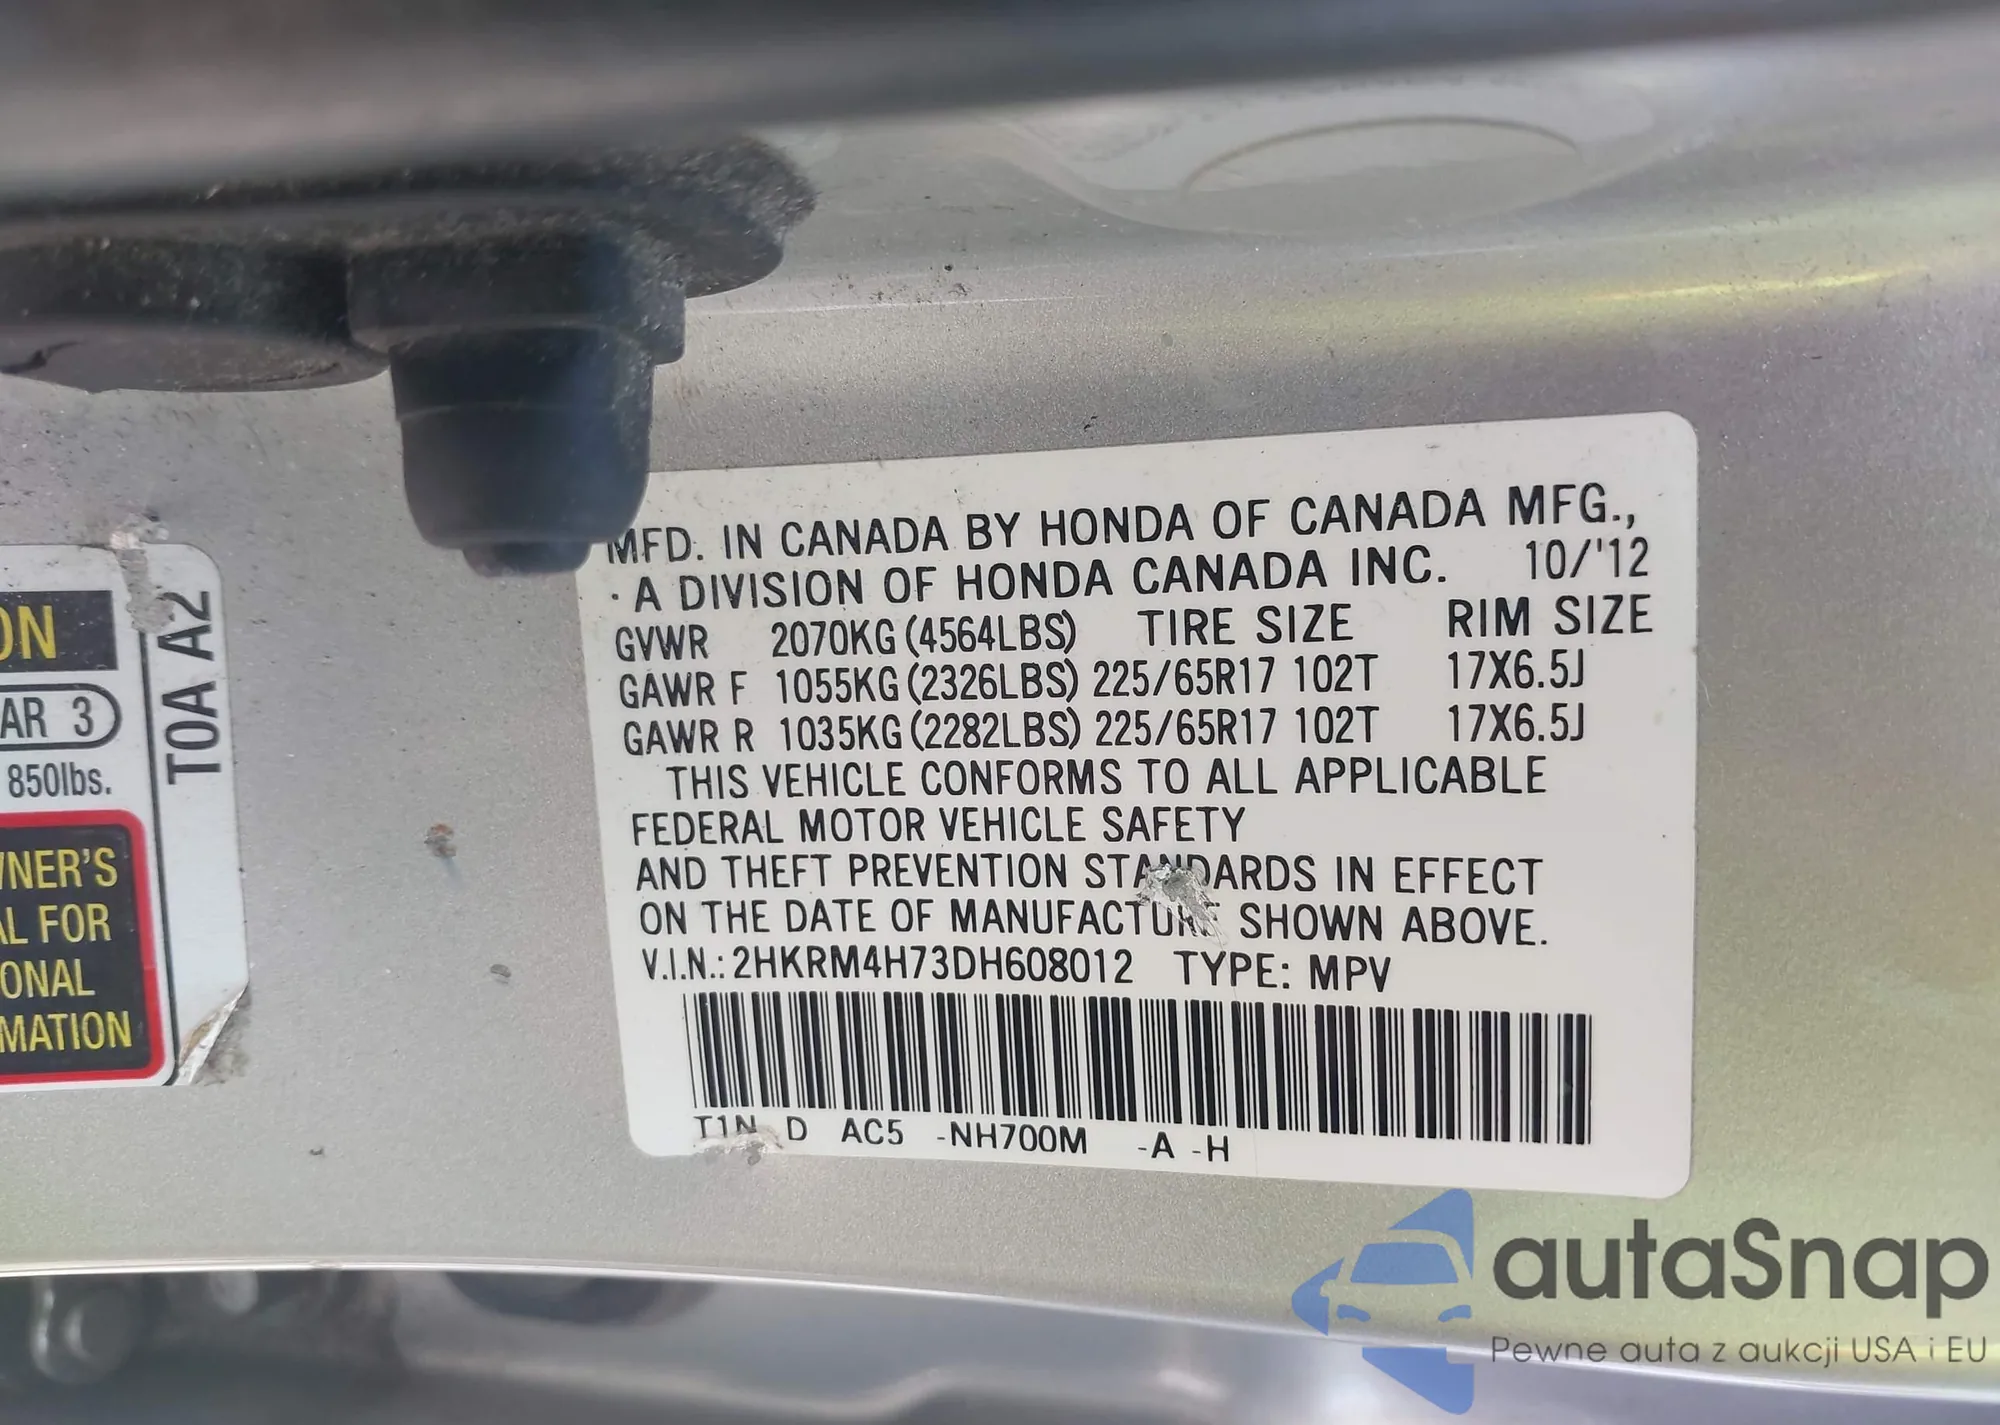 MFD. IN CANADA BY HONDA OF CANADA MFG.,
A DIVISION OF HONDA CANADA INC. 10/'12
GVWR 2070KG (4564LBS) TIRE SIZE RIM SIZE
GAWR F 1055KG (2326LBS) 225/65R17 102T 17X6.5J
GAWR R 1035KG (2282LBS) 225/65R17 102T 17X6.5J
THIS VEHICLE CONFORMS TO ALL APPLICABLE
FEDERAL MOTOR VEHICLE SAFETY
AND THEFT PREVENTION STANDARDS IN EFFECT
ON THE DATE OF MANUFACTURE SHOWN ABOVE.
V.I.N.: 2HKRM4H73DH608012 TYPE: MPV
T1N D AC5 -NH700M -A -H
ON
AR 3
850lbs.
WNER'S
AL FOR
ONAL
MATION
T0A A2
autaSnap
Pewne auta z aukcji USA i EU